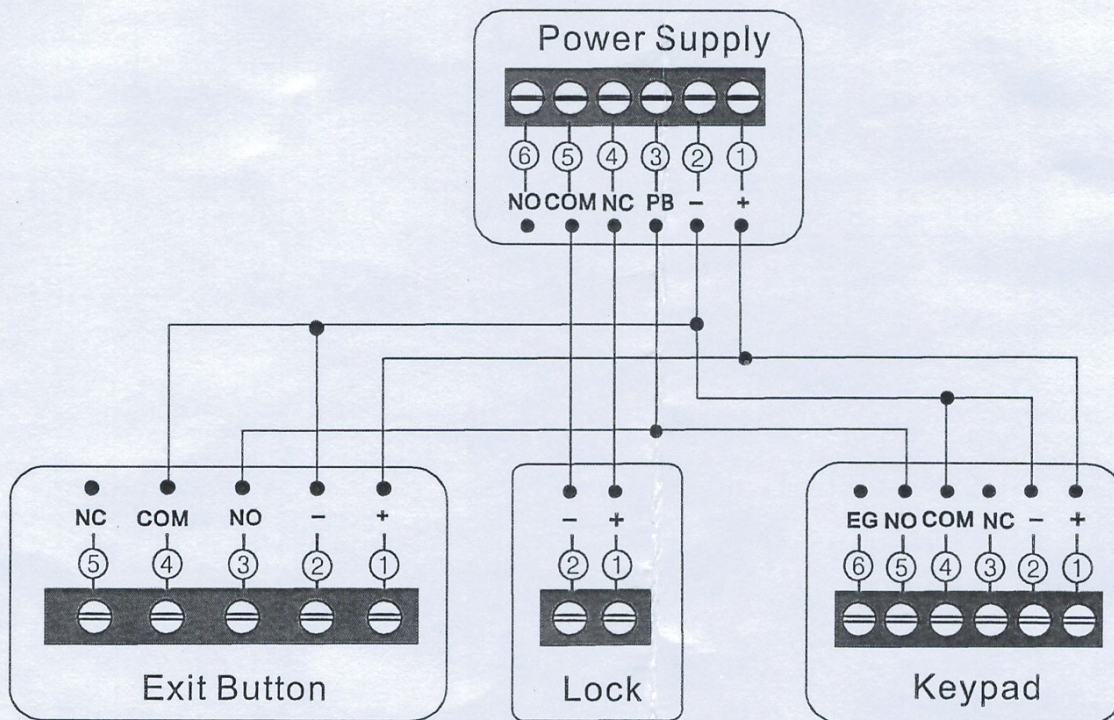 Power Supply
6 5 4 3 2 1
NO COM NC PB - +
NC COM NO - +
5 4 3 2 1
Exit Button
- +
2 1
Lock
EG NO COM NC - +
6 5 4 3 2 1
Keypad